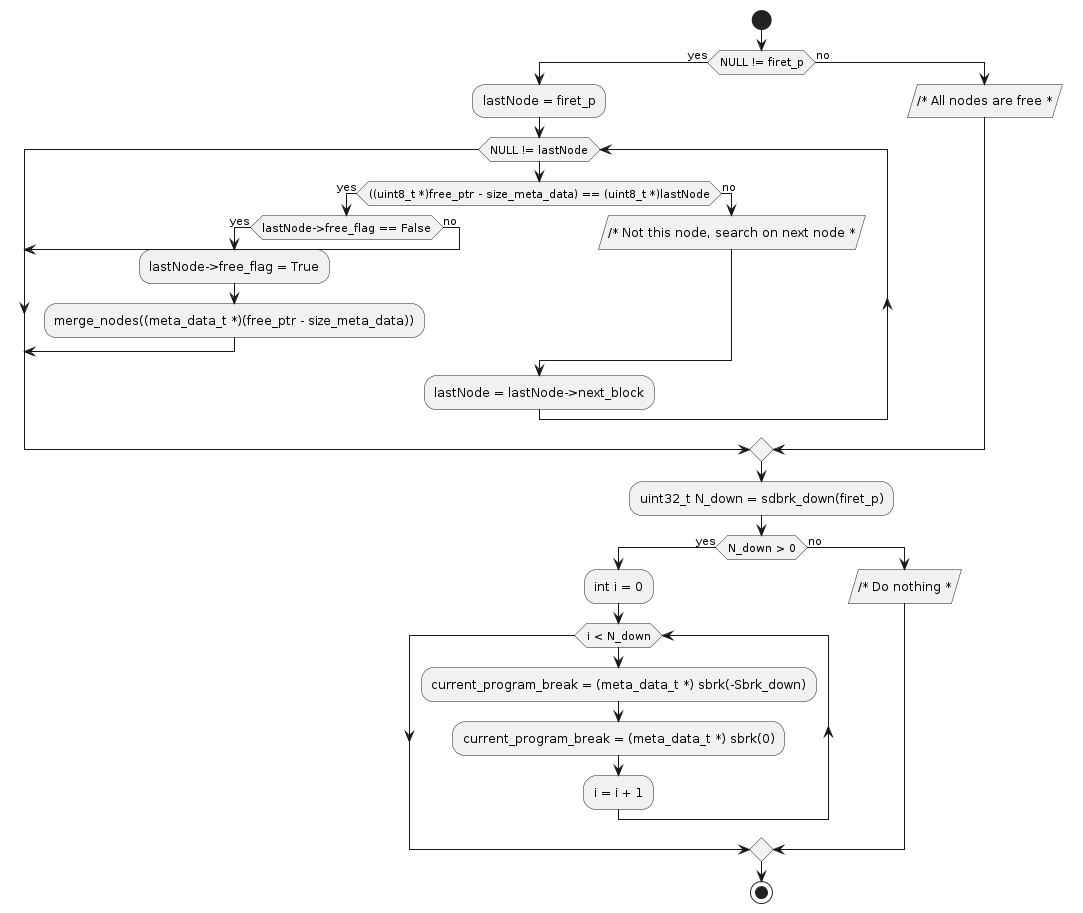 NULL != firet_p
yes
no
lastNode = firet_p
/* All nodes are free *
NULL != lastNode
((uint8_t *)free_ptr - size_meta_data) == (uint8_t *)lastNode
yes
no
lastNode->free_flag == False
yes
no
/* Not this node, search on next node *
lastNode->free_flag = True
merge_nodes((meta_data_t *)(free_ptr - size_meta_data))
lastNode = lastNode->next_block
uint32_t N_down = sdbrk_down(firet_p)
N_down > 0
yes
no
int i = 0
/* Do nothing *
i < N_down
current_program_break = (meta_data_t *) sbrk(-Sbrk_down)
current_program_break = (meta_data_t *) sbrk(0)
i = i + 1